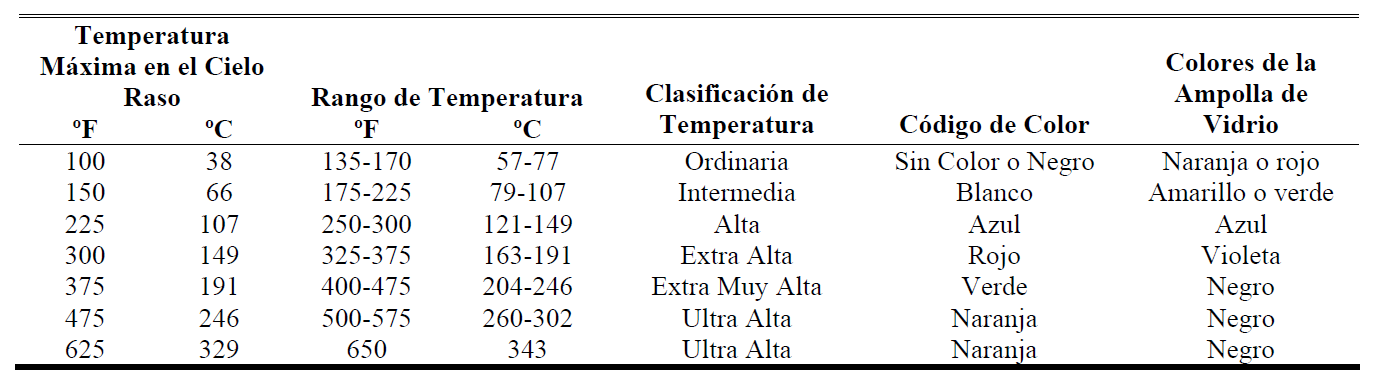 Temperatura Máxima en el Cielo Raso Rango de Temperatura Clasificación de Temperatura Código de Color Colores de la Ampolla de Vidrio
ºF ºC ºF ºC
100 38 135-170 57-77 Ordinaria Sin Color o Negro Naranja o rojo
150 66 175-225 79-107 Intermedia Blanco Amarillo o verde
225 107 250-300 121-149 Alta Azul Azul
300 149 325-375 163-191 Extra Alta Rojo Violeta
375 191 400-475 204-246 Extra Muy Alta Verde Negro
475 246 500-575 260-302 Ultra Alta Naranja Negro
625 329 650 343 Ultra Alta Naranja Negro